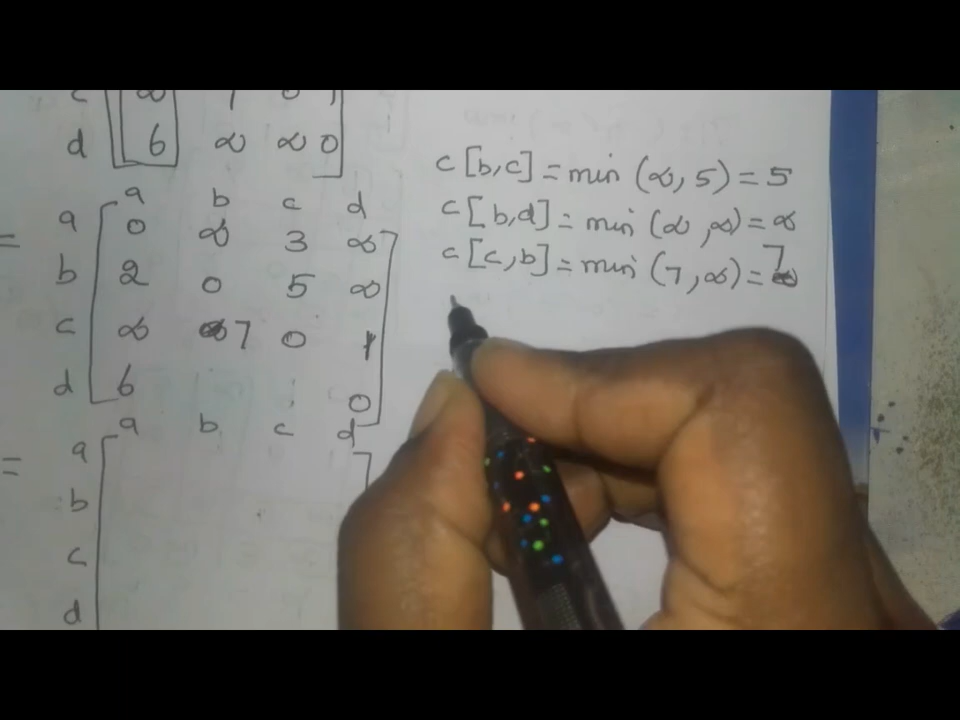 d 6 ∞ ∞ 0
a b c d
= a 0 ∞ 3 ∞
b 2 0 5 ∞
c ∞ 7 0 1
d 6 0
a b c d
= a
b
c
d
c[b,c] = min (∞, 5) = 5
c[b,d] = min (∞, ∞) = ∞
c[c,b] = min (7, ∞) = 7